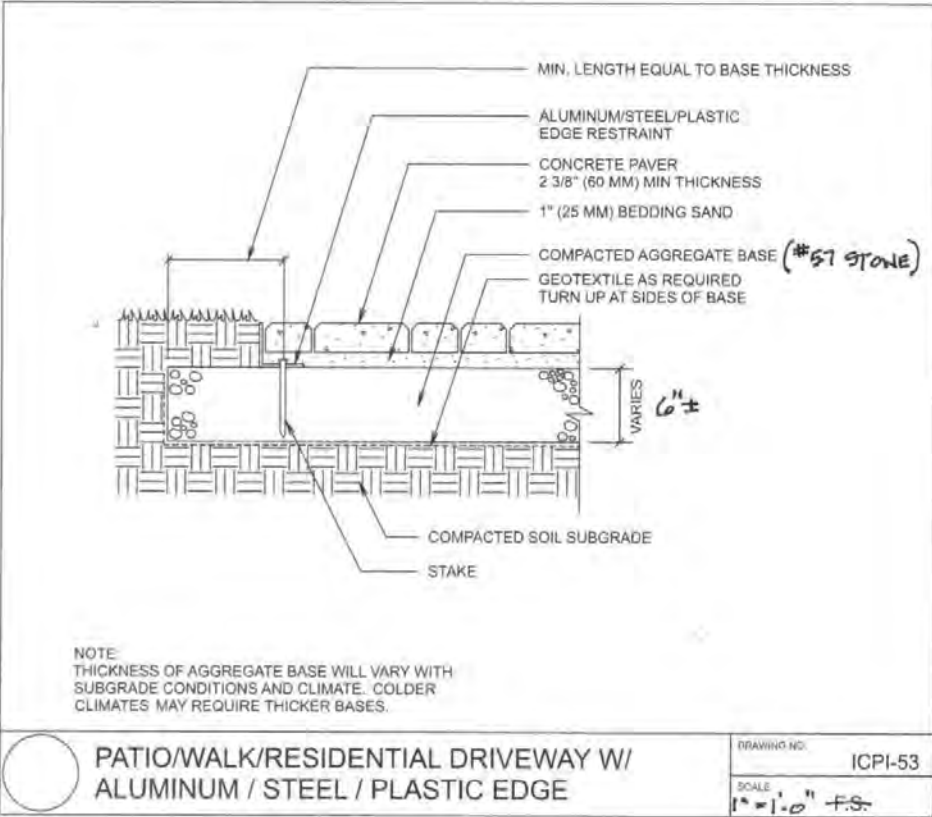 MIN. LENGTH EQUAL TO BASE THICKNESS
ALUMINUM/STEEL/PLASTIC
EDGE RESTRAINT
CONCRETE PAVER
2 3/8" (60 MM) MIN THICKNESS
1" (25 MM) BEDDING SAND
COMPACTED AGGREGATE BASE (#57 STONE)
GEOTEXTILE AS REQUIRED
TURN UP AT SIDES OF BASE
VARIES
6"±
COMPACTED SOIL SUBGRADE
STAKE
NOTE
THICKNESS OF AGGREGATE BASE WILL VARY WITH
SUBGRADE CONDITIONS AND CLIMATE. COLDER
CLIMATES MAY REQUIRE THICKER BASES.
PATIO/WALK/RESIDENTIAL DRIVEWAY W/
ALUMINUM / STEEL / PLASTIC EDGE
DRAWING NO.
ICPI-53
SCALE
1" = 1'-0" F.S.